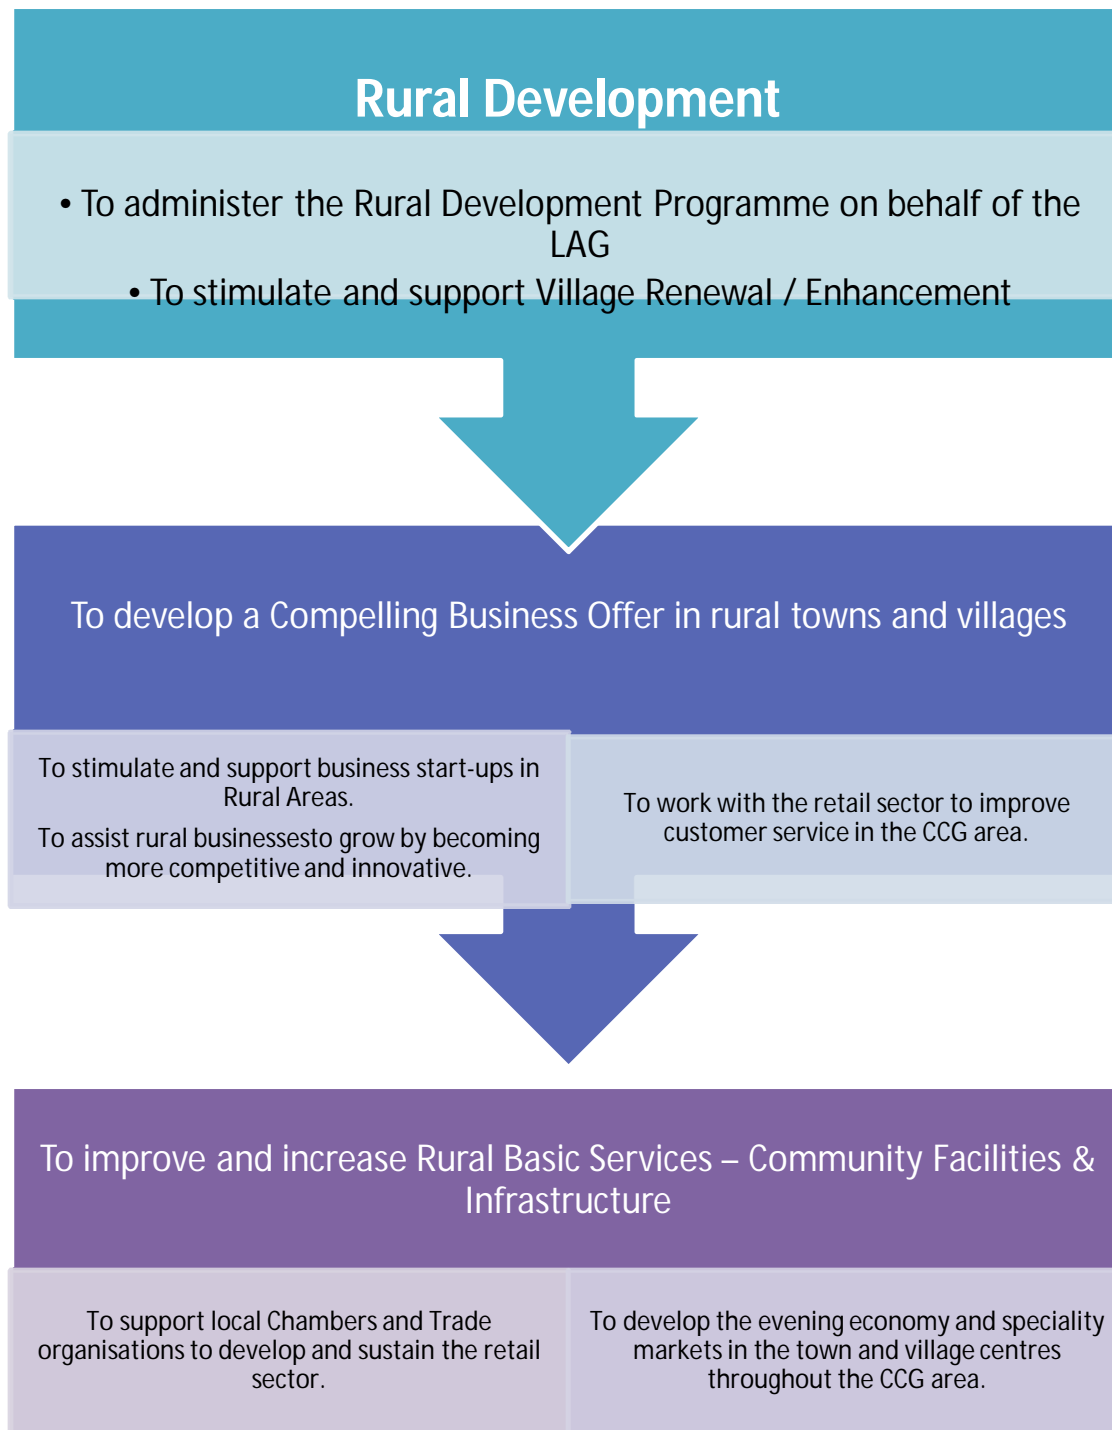 Rural Development
• To administer the Rural Development Programme on behalf of the
LAG
• To stimulate and support Village Renewal / Enhancement
To develop a Compelling Business Offer in rural towns and villages
To stimulate and support business start-ups in
Rural Areas.
To assist rural businessesto grow by becoming
more competitive and innovative.
To work with the retail sector to improve
customer service in the CCG area.
To improve and increase Rural Basic Services – Community Facilities &
Infrastructure
To support local Chambers and Trade
organisations to develop and sustain the retail
sector.
To develop the evening economy and speciality
markets in the town and village centres
throughout the CCG area.